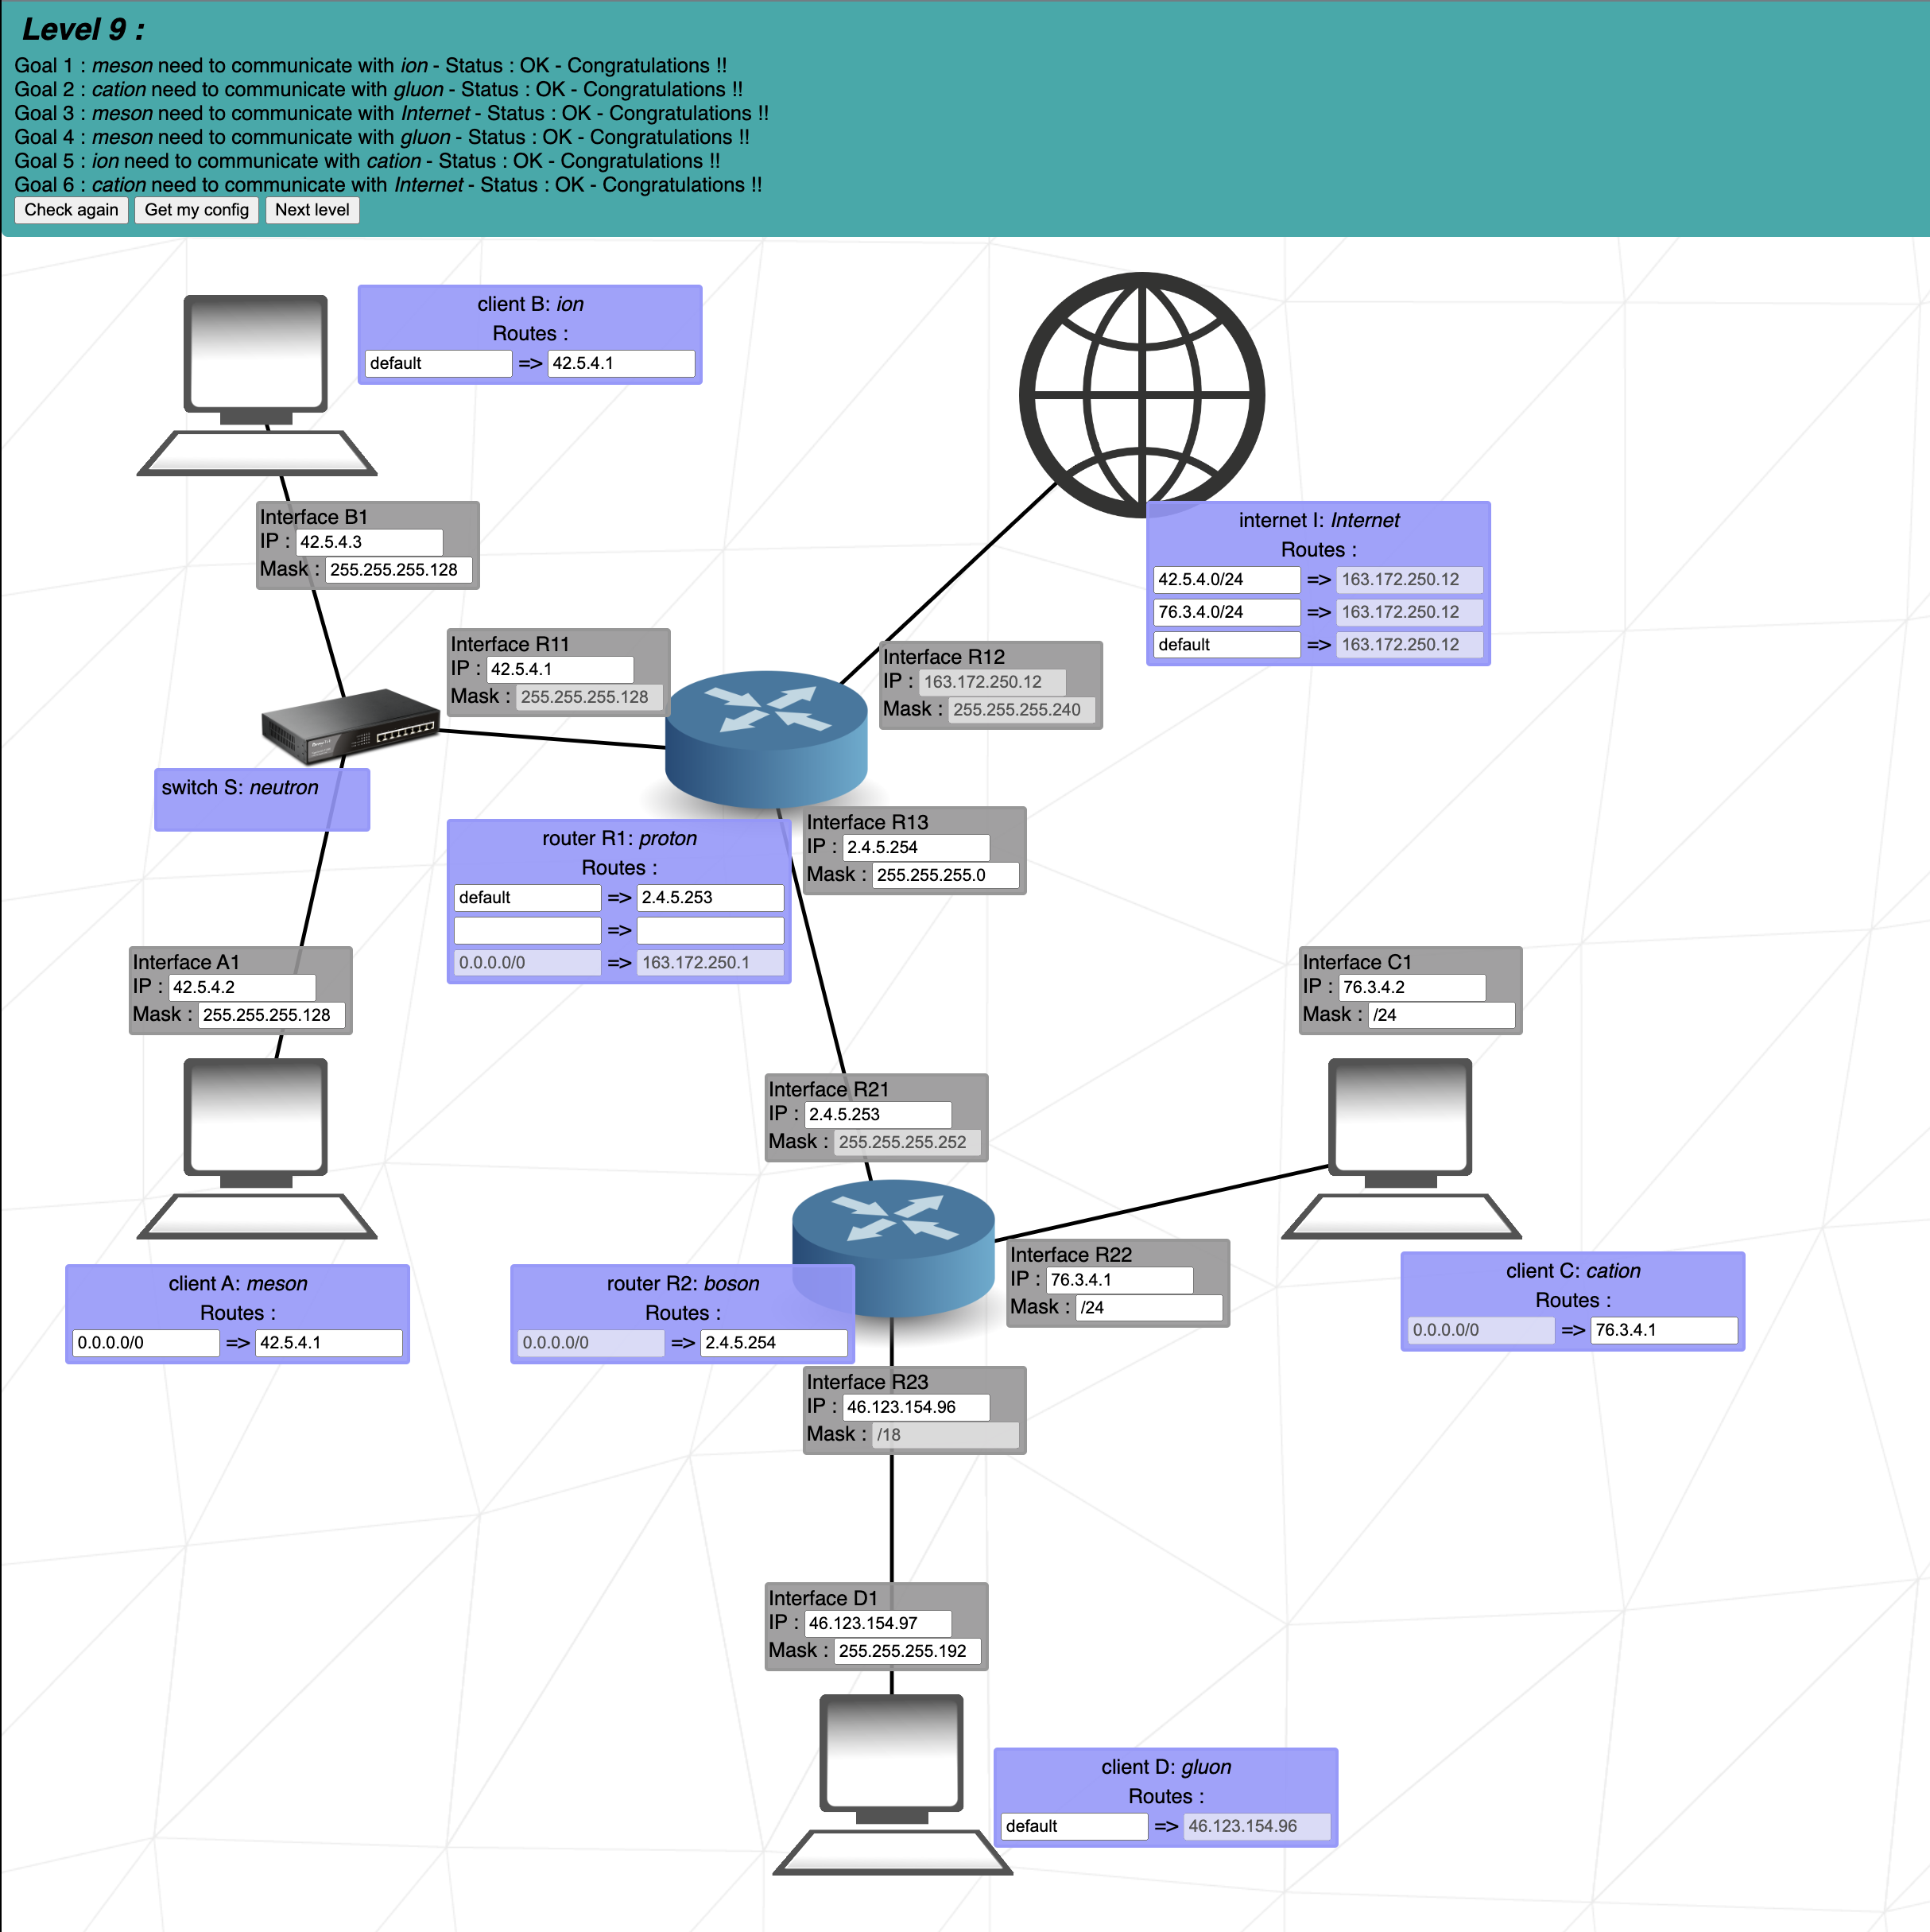 Level 9 :
Goal 1 : meson need to communicate with ion - Status : OK - Congratulations !!
Goal 2 : cation need to communicate with gluon - Status : OK - Congratulations !!
Goal 3 : meson need to communicate with Internet - Status : OK - Congratulations !!
Goal 4 : meson need to communicate with gluon - Status : OK - Congratulations !!
Goal 5 : ion need to communicate with cation - Status : OK - Congratulations !!
Goal 6 : cation need to communicate with Internet - Status : OK - Congratulations !!
Check again Get my config Next level
client B: ion
Routes :
default => 42.5.4.1
Interface B1
IP : 42.5.4.3
Mask : 255.255.255.128
internet I: Internet
Routes :
42.5.4.0/24 => 163.172.250.12
76.3.4.0/24 => 163.172.250.12
default => 163.172.250.12
Interface R11
IP : 42.5.4.1
Mask : 255.255.255.128
Interface R12
IP : 163.172.250.12
Mask : 255.255.255.240
switch S: neutron
Interface R13
IP : 2.4.5.254
Mask : 255.255.255.0
router R1: proton
Routes :
default => 2.4.5.253
=>
0.0.0.0/0 => 163.172.250.1
Interface A1
IP : 42.5.4.2
Mask : 255.255.255.128
Interface C1
IP : 76.3.4.2
Mask : /24
Interface R21
IP : 2.4.5.253
Mask : 255.255.255.252
Interface R22
IP : 76.3.4.1
Mask : /24
client A: meson
Routes :
0.0.0.0/0 => 42.5.4.1
router R2: boson
Routes :
0.0.0.0/0 => 2.4.5.254
client C: cation
Routes :
0.0.0.0/0 => 76.3.4.1
Interface R23
IP : 46.123.154.96
Mask : /18
Interface D1
IP : 46.123.154.97
Mask : 255.255.255.192
client D: gluon
Routes :
default => 46.123.154.96